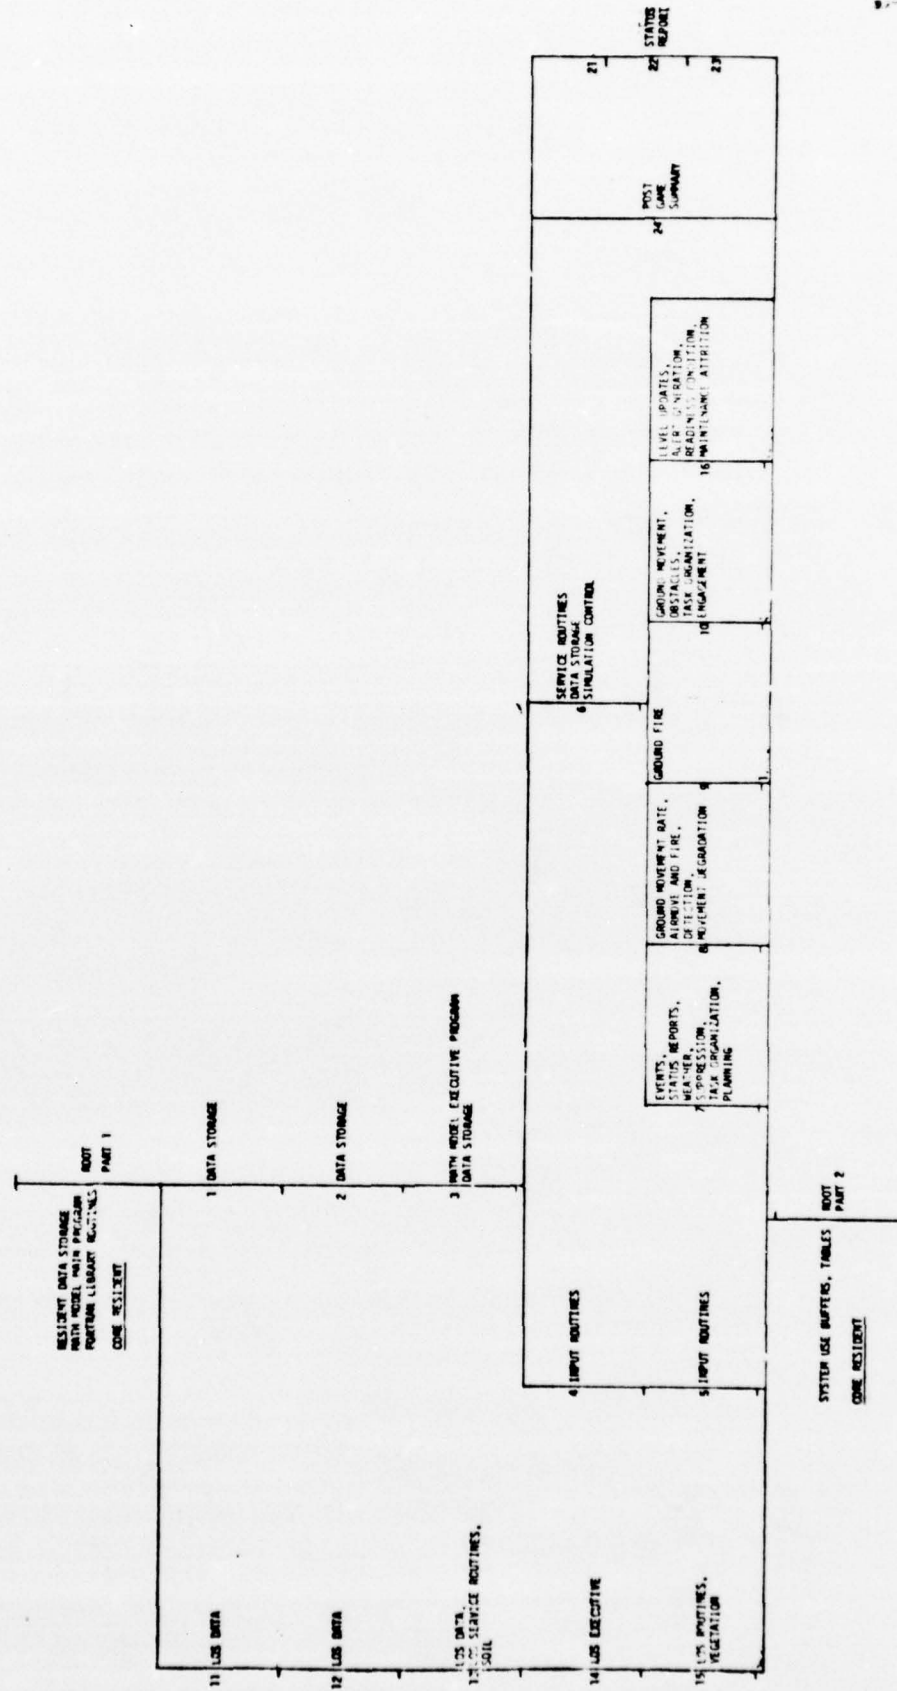 RESIDENT DATA STORAGE
MATH MODEL MAIN PROGRAM
FORTRAN LIBRARY ROUTINES
CORE RESIDENT
ROOT
PART 1
11 LOS DATA
12 LOS DATA
13 LOS DATA,
LOS SERVICE ROUTINES,
SOIL
14 LOS EXECUTIVE
15 LOS ROUTINES,
VEGETATION
1 DATA STORAGE
2 DATA STORAGE
3 MATH MODEL EXECUTIVE PROGRAM
DATA STORAGE
4 INPUT ROUTINES
5 INPUT ROUTINES
6 SERVICE ROUTINES
DATA STORAGE
SIMULATION CONTROL
7 EVENTS,
STATUS REPORTS,
WEATHER,
SUPPRESSION,
TASK ORGANIZATION,
PLANNING
8 GROUND MOVEMENT RATE,
AIRMOVE AND FIRE,
DETECTION,
MOVEMENT DEGRADATION
9 GROUND FIRE
10 GROUND MOVEMENT,
OBSTACLES,
TASK ORGANIZATION,
ENGAGEMENT
16 LEVEL UPDATES,
ALERT GENERATION,
READINESS CONDITION,
MAINTENANCE ATTRITION
24 POST
GAME
SUMMARY
21
22 STATUS
REPORT
23
SYSTEM USE BUFFERS, TABLES
CORE RESIDENT
ROOT
PART 2